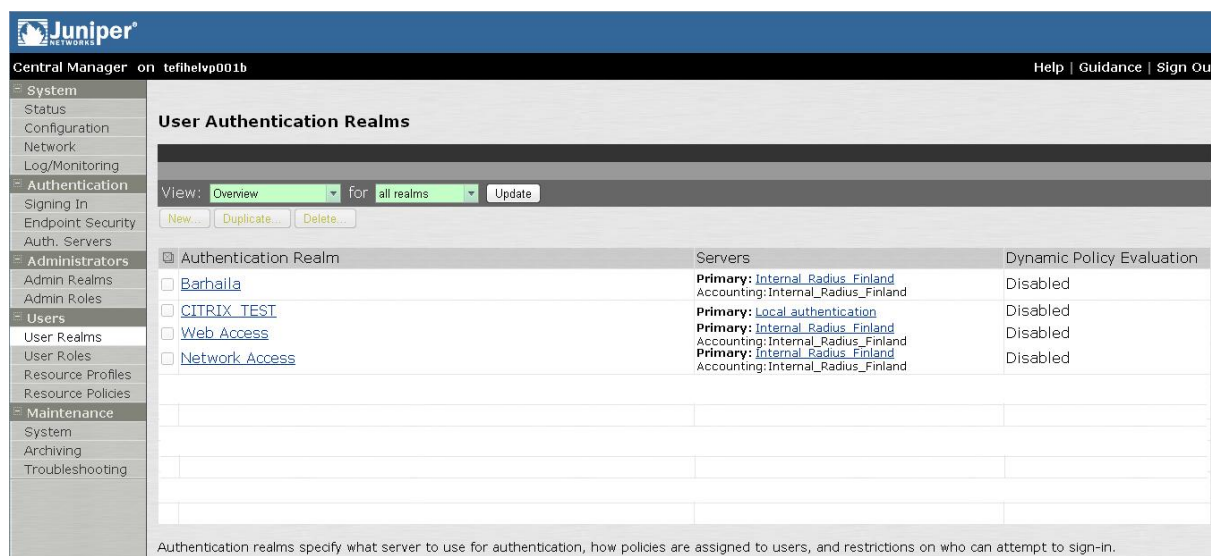 Juniper®
NETWORKS
Central Manager on tefihelvp001b
Help | Guidance | Sign Ou
System
Status
Configuration
Network
Log/Monitoring
Authentication
Signing In
Endpoint Security
Auth. Servers
Administrators
Admin Realms
Admin Roles
Users
User Realms
User Roles
Resource Profiles
Resource Policies
Maintenance
System
Archiving
Troubleshooting
User Authentication Realms
View: Overview for all realms Update
New... Duplicate... Delete...
Authentication Realm Servers Dynamic Policy Evaluation
Barhaila Primary: Internal_Radius_Finland Disabled
Accounting:Internal_Radius_Finland
CITRIX_TEST Primary: Local authentication Disabled
Web Access Primary: Internal_Radius_Finland Disabled
Accounting:Internal_Radius_Finland
Network Access Primary: Internal_Radius_Finland Disabled
Accounting:Internal_Radius_Finland
Authentication realms specify what server to use for authentication, how policies are assigned to users, and restrictions on who can attempt to sign-in.